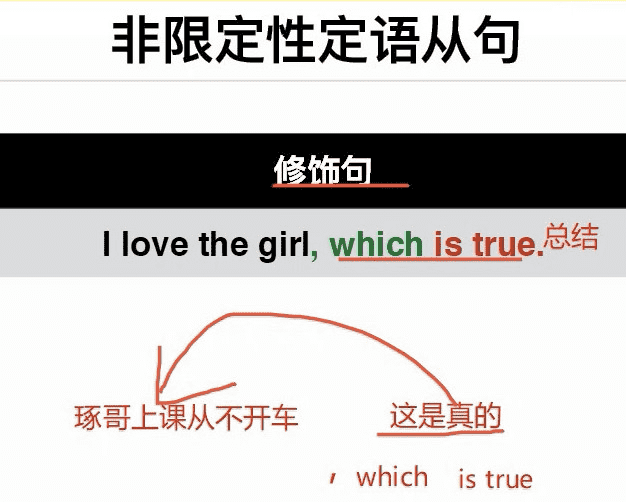 非限定性定语从句
修饰句
I love the girl, which is true.总结
琢哥上课从不开车 这是真的
, which is true